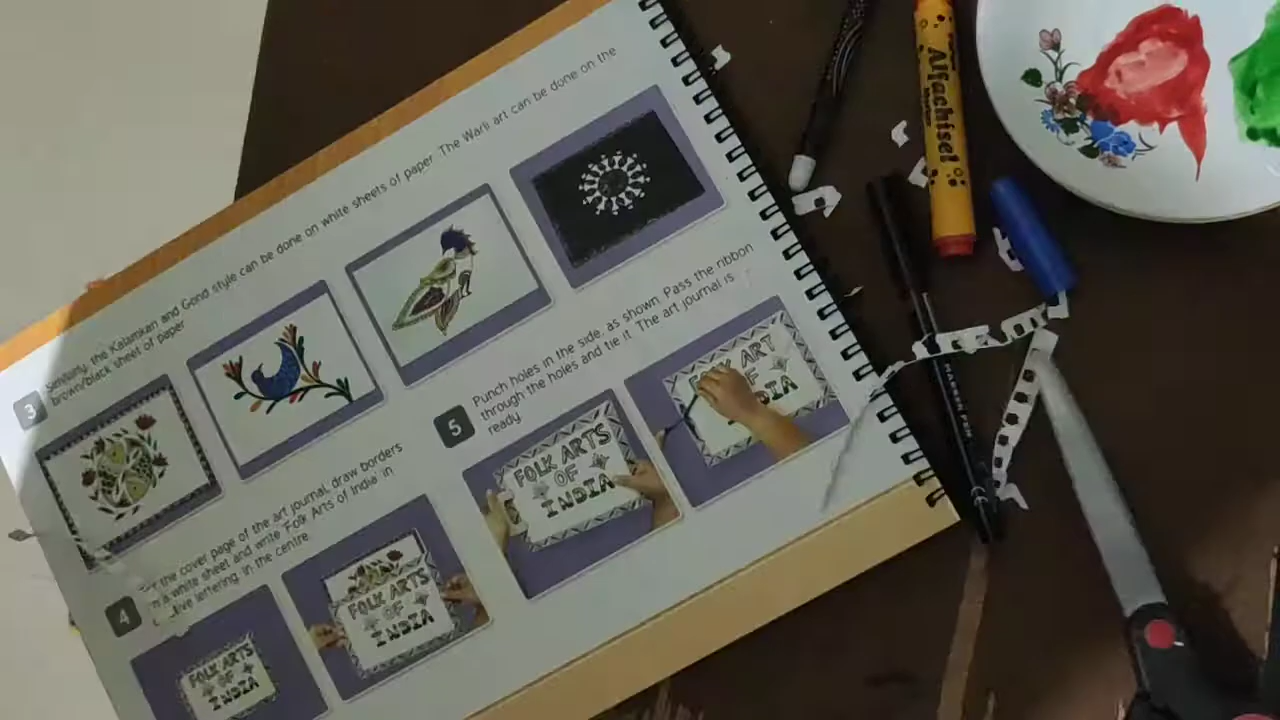 3
Similarly, the Kalamkari and Gond style can be done on white sheets of paper. The Warli art can be done on the
brown/black sheet of paper
4
the cover page of the art journal, draw borders
a white sheet and write 'Folk Arts of India' in
lettering in the centre.
FOLK ARTS
OF
INDIA
FOLK ARTS
OF
INDIA
5
Punch holes in the side, as shown. Pass the ribbon
through the holes and tie it. The art journal is
ready.
FOLK ARTS
OF
INDIA
FOLK ART
OF
INDIA
Alfachisel
MARKER PEN